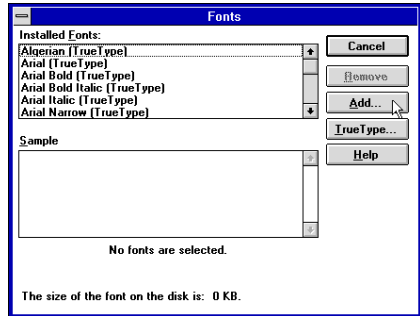 Fonts
Installed Fonts:
Algerian (TrueType)
Arial (TrueType)
Arial Bold (TrueType)
Arial Bold Italic (TrueType)
Arial Italic (TrueType)
Arial Narrow (TrueType)
Cancel
Remove
Add...
TrueType...
Help
Sample
No fonts are selected.
The size of the font on the disk is: 0 KB.